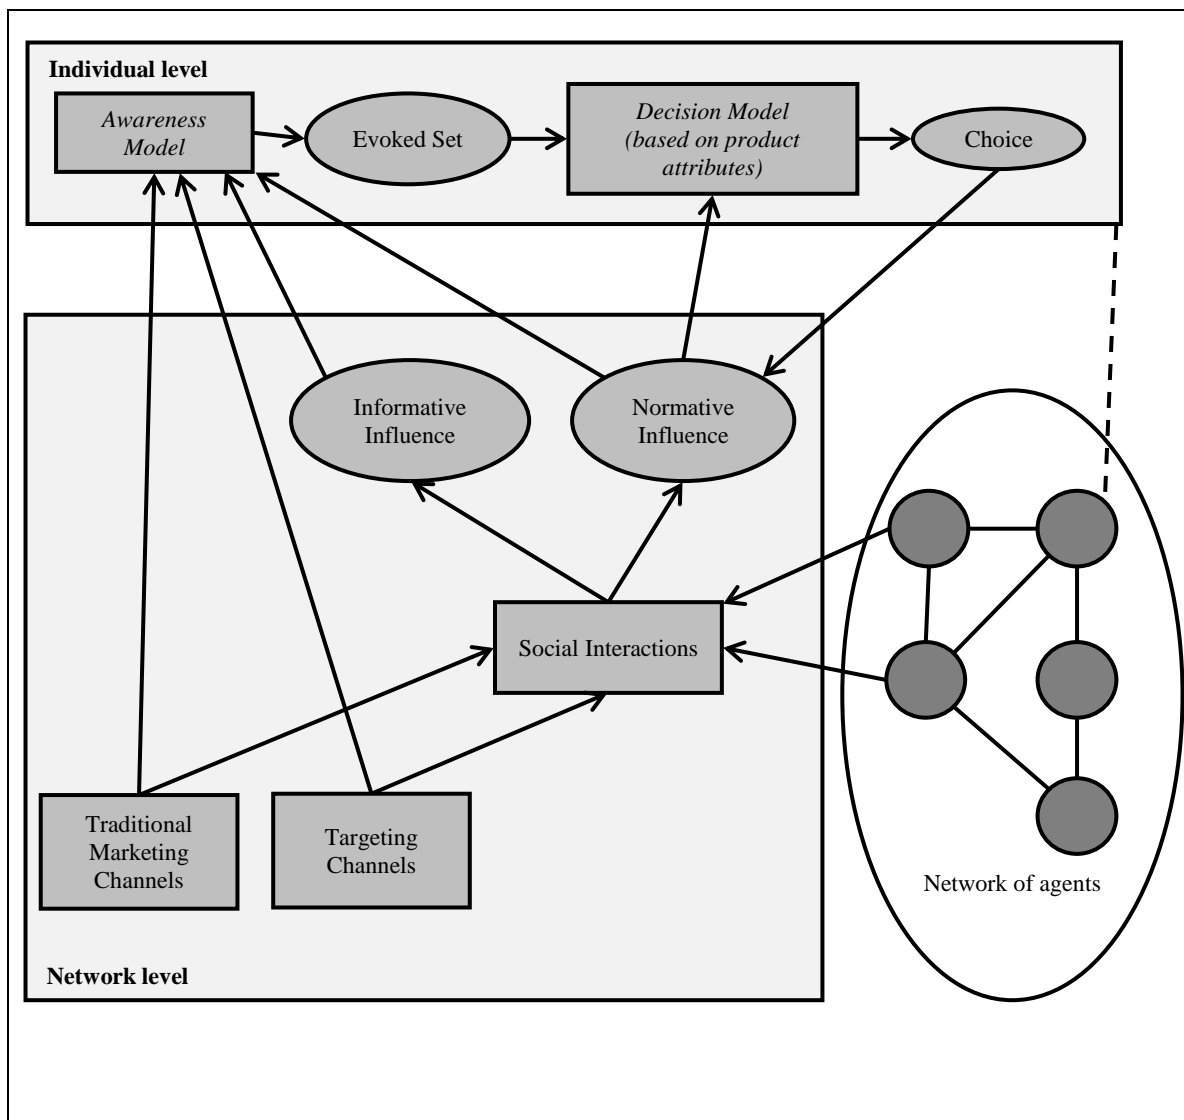 Individual level
Awareness
Model
Evoked Set
Decision Model
(based on product
attributes)
Choice
Informative
Influence
Normative
Influence
Social Interactions
Traditional
Marketing
Channels
Targeting
Channels
Network of agents
Network level